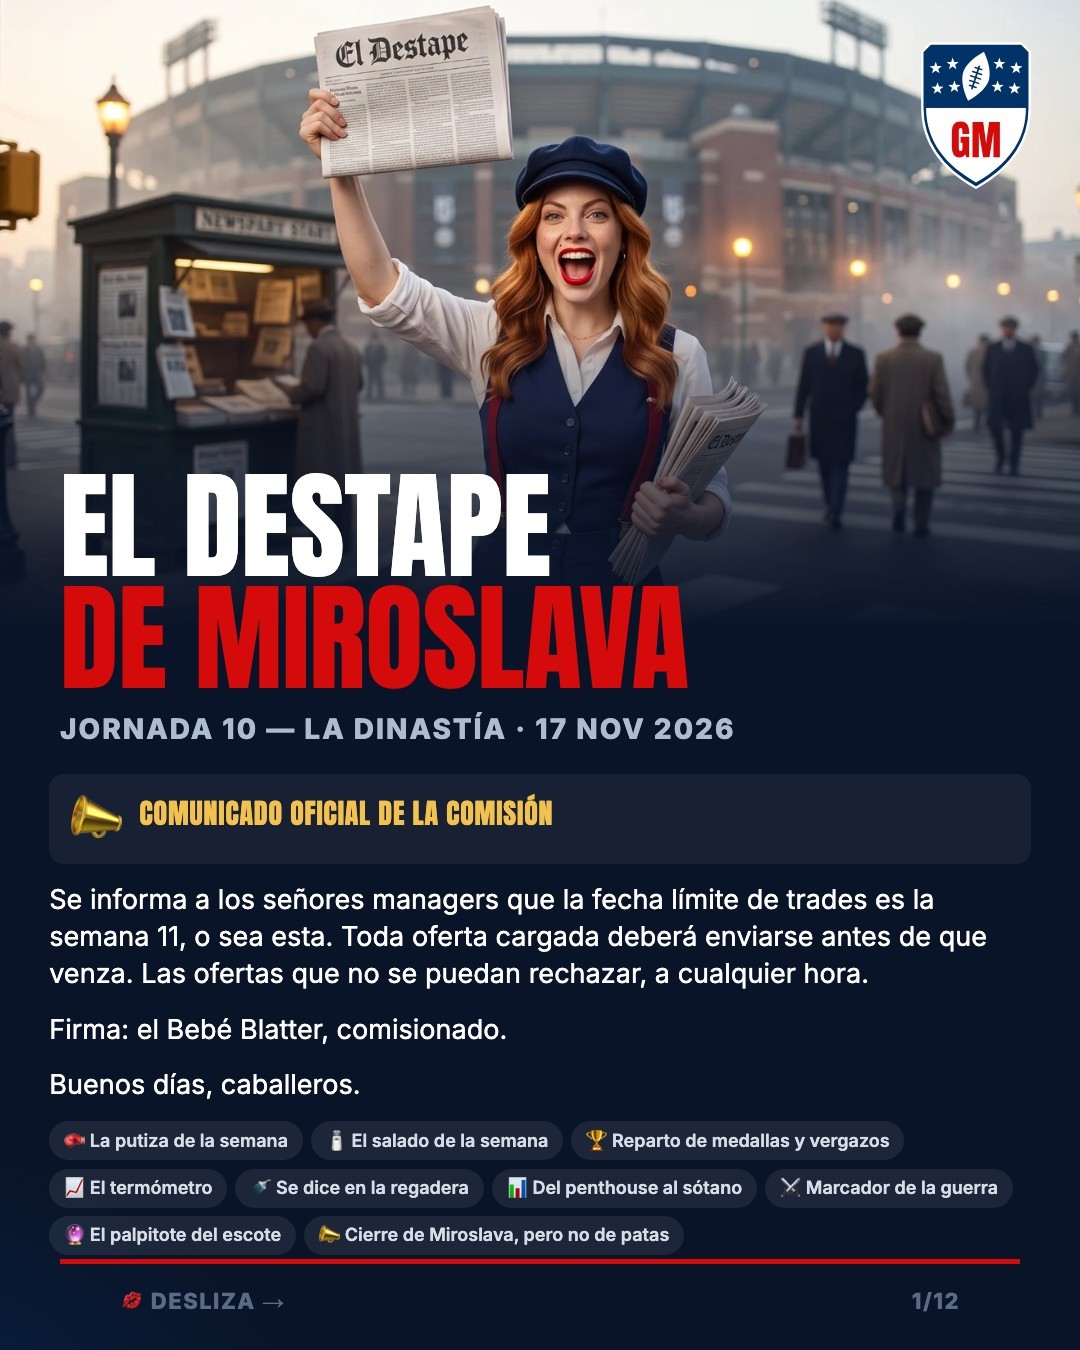 El Destape
GM
NEWSPAPT STAND
El Dest
EL DESTAPE
DE MIROSLAVA
JORNADA 10 — LA DINASTÍA · 17 NOV 2026
COMUNICADO OFICIAL DE LA COMISIÓN
Se informa a los señores managers que la fecha límite de trades es la
semana 11, o sea esta. Toda oferta cargada deberá enviarse antes de que
venza. Las ofertas que no se puedan rechazar, a cualquier hora.
Firma: el Bebé Blatter, comisionado.
Buenos días, caballeros.
La putiza de la semana
El salado de la semana
Reparto de medallas y vergazos
El termómetro
Se dice en la regadera
Del penthouse al sótano
Marcador de la guerra
El palpitote del escote
Cierre de Miroslava, pero no de patas
DESLIZA →
1/12